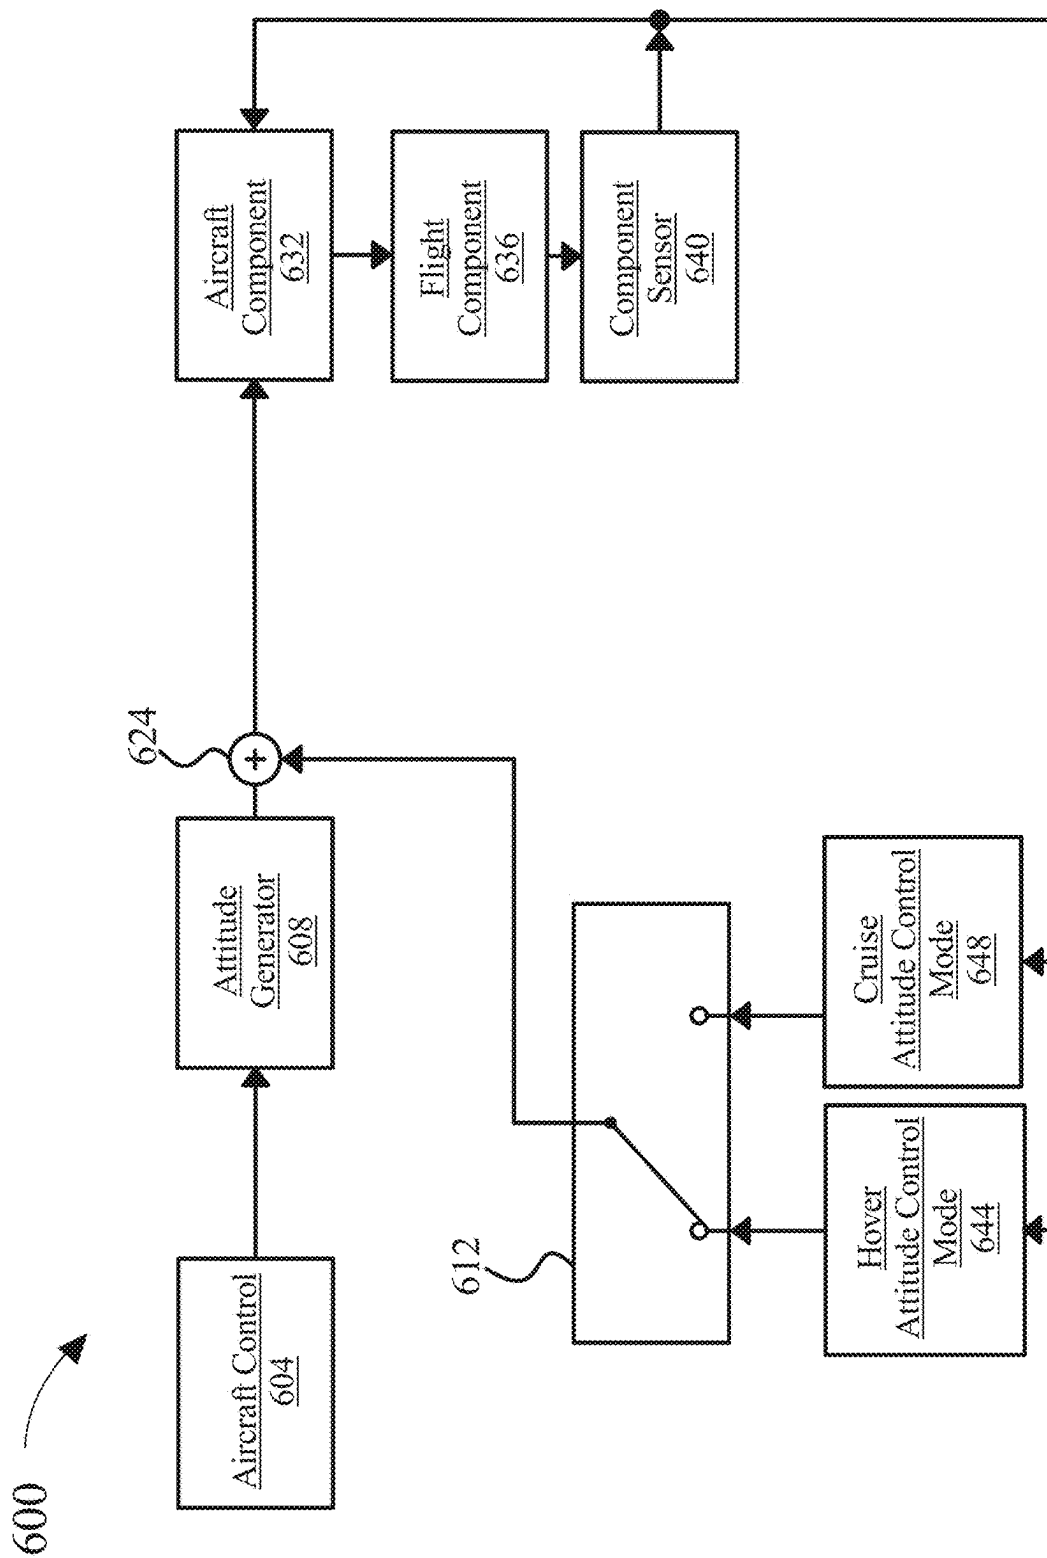 600
Aircraft Control
604
Attitude
Generator
608
624
Aircraft
Component
632
Flight
Component
636
Component
Sensor
640
612
Hover
Attitude Control
Mode
644
Cruise
Attitude Control
Mode
648